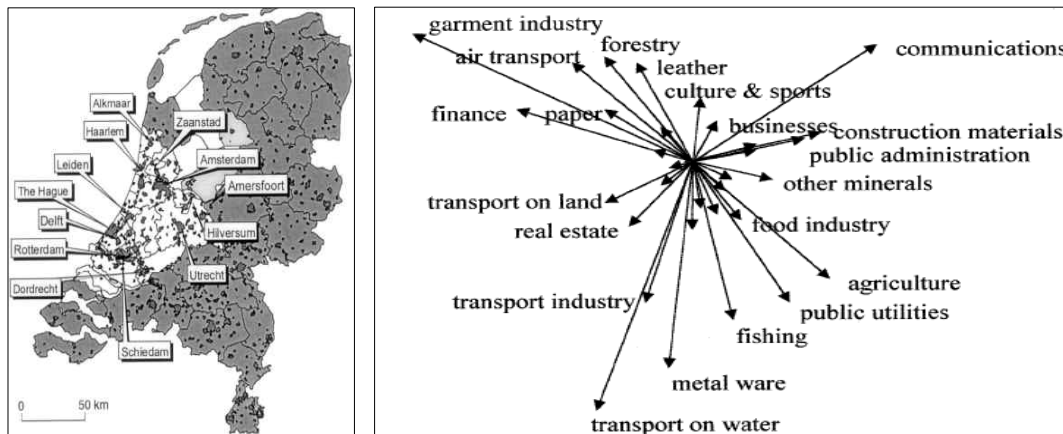 Alkmaar
Zaanstad
Haarlem
Leiden
Amsterdam
The Hague
Amersfoort
Delft
Rotterdam
Hilversum
Utrecht
Dordrecht
Schiedam
0 50 km
garment industry
forestry
communications
air transport
leather
culture & sports
finance
paper
businesses
construction materials
public administration
other minerals
transport on land
real estate
food industry
agriculture
transport industry
public utilities
fishing
metal ware
transport on water